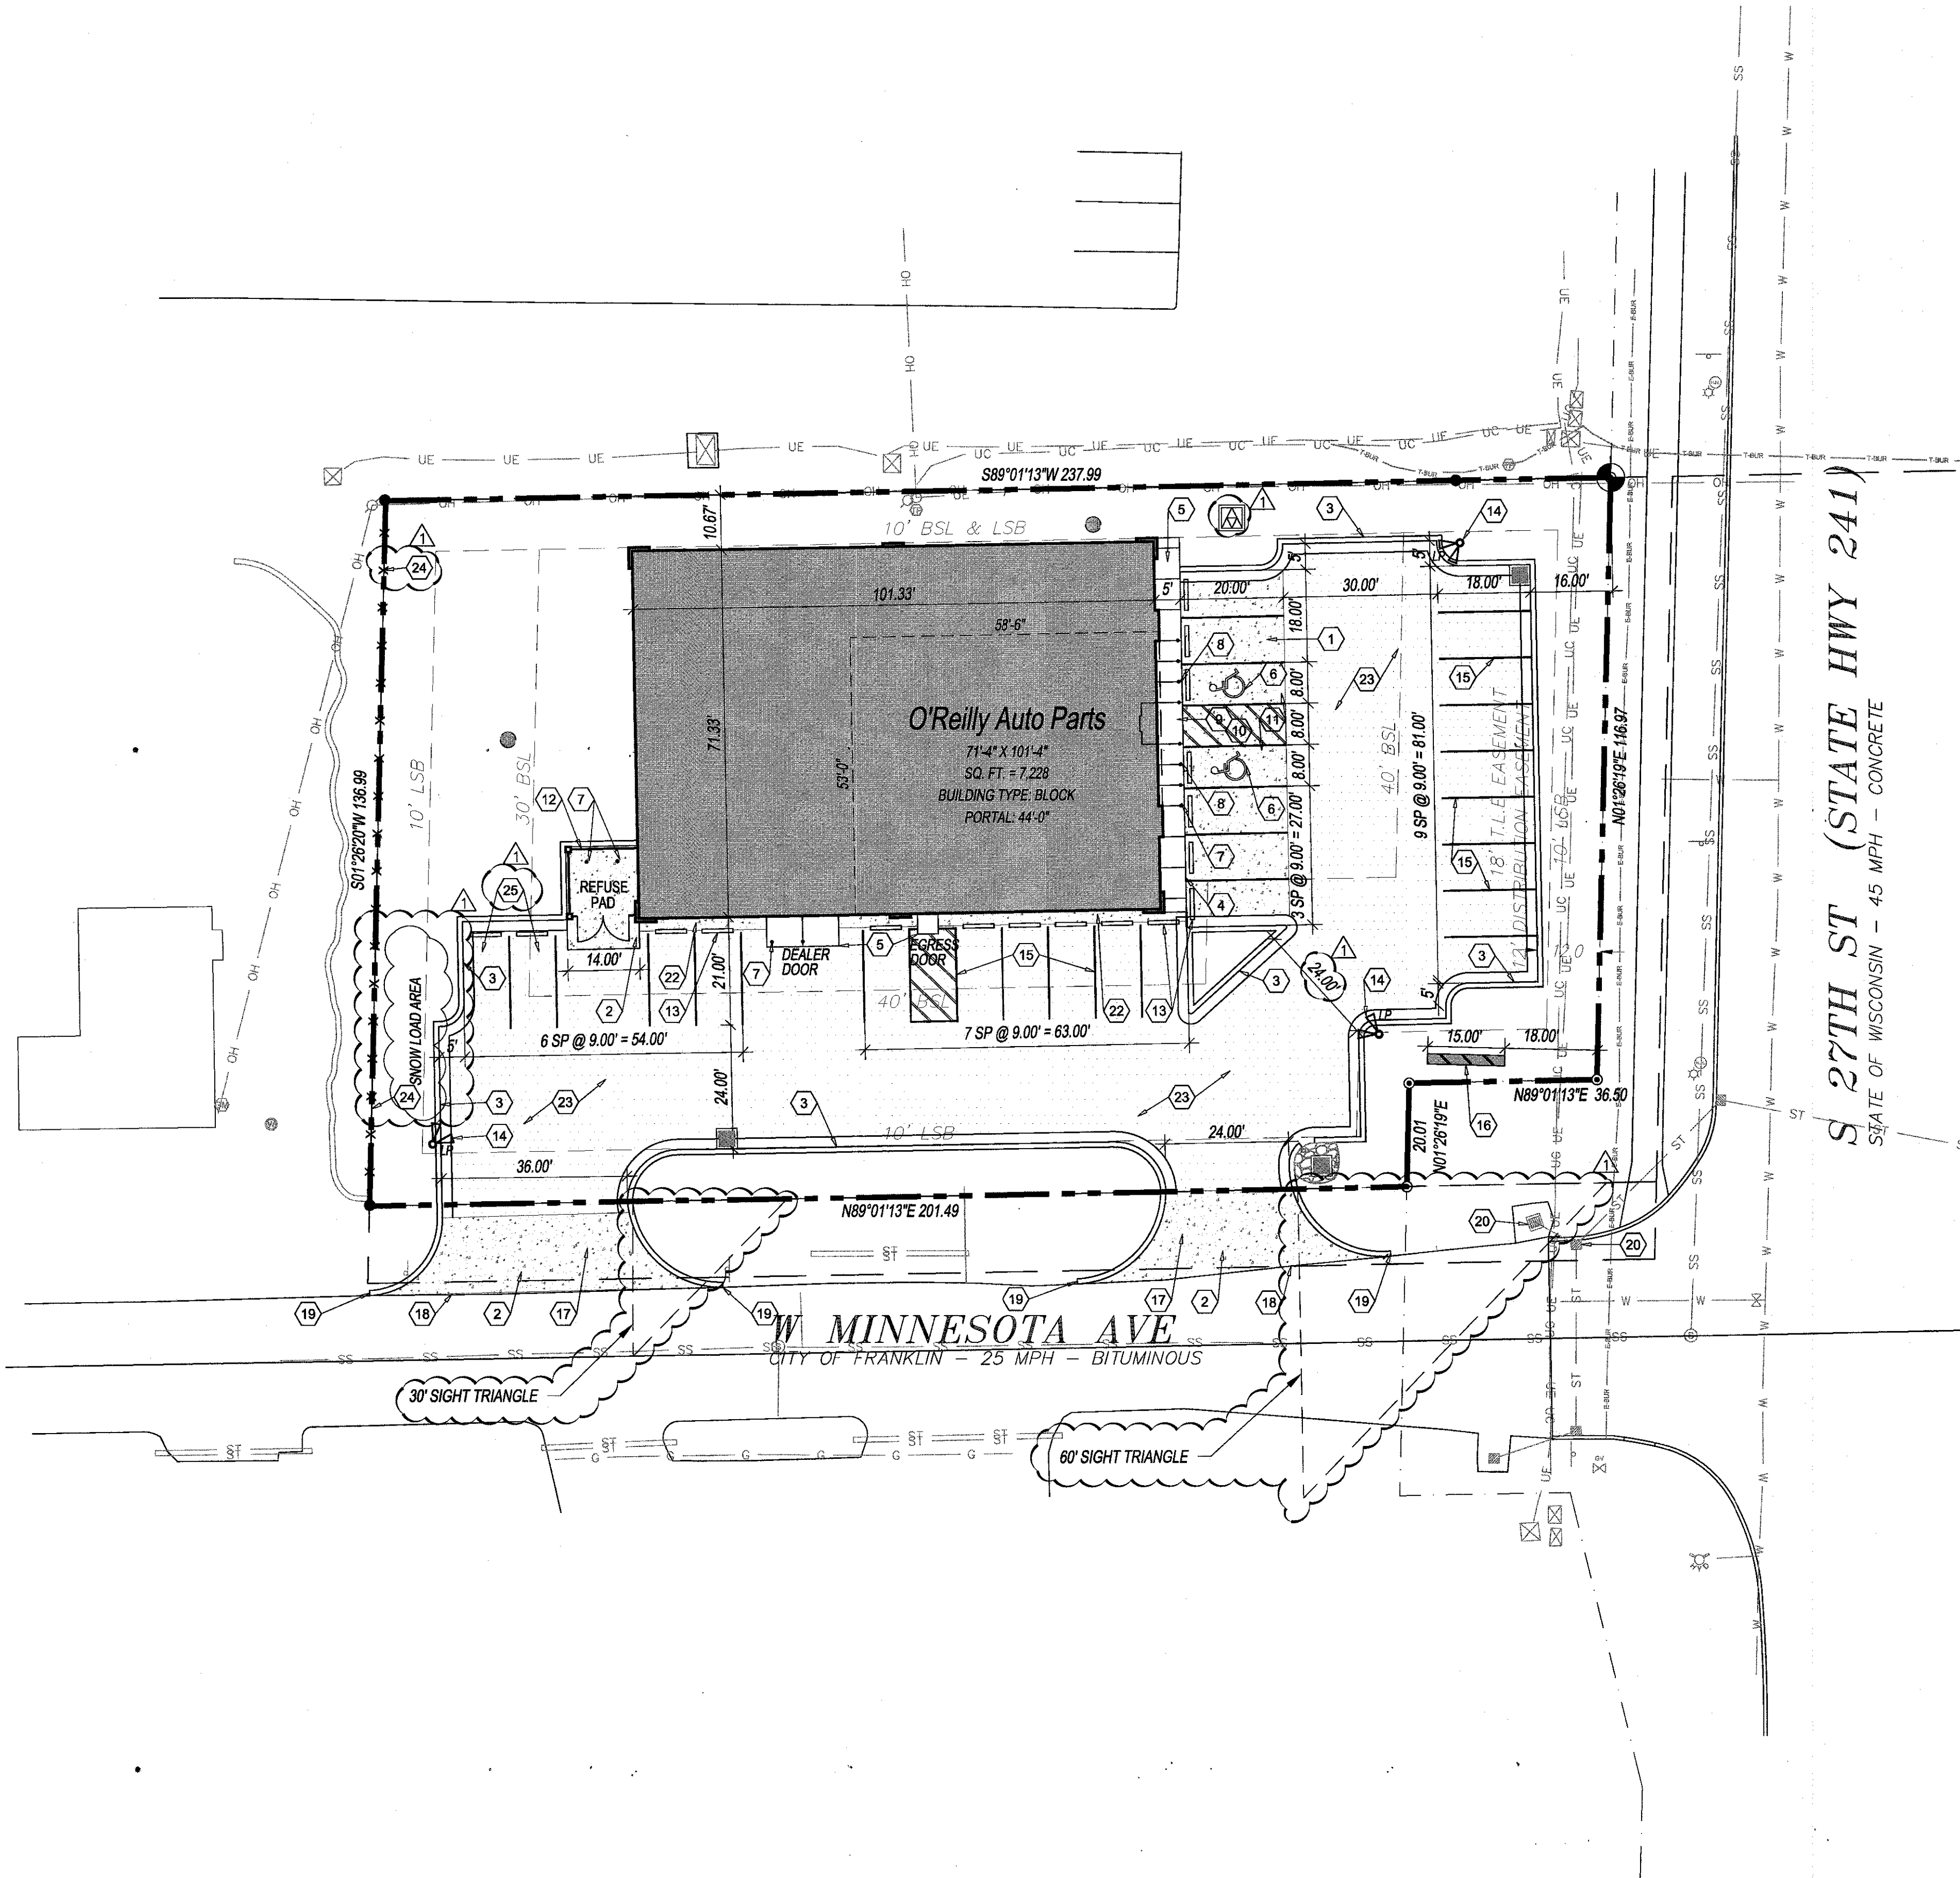 S89°01'13"W 237.99
10.67'
10' BSL & LSB
101.33'
58'-6"
71.33'
53'-0"
O'Reilly Auto Parts
71'-4" X 101'-4"
SQ. FT. = 7,228
BUILDING TYPE: BLOCK
PORTAL: 44'-0"
5'
20.00'
30.00'
18.00'
16.00'
5'
5'
18.00'
8.00'
8.00'
8.00'
3 SP @ 9.00' = 27.00'
9 SP @ 9.00' = 81.00'
40' BSL
18' T.L.E. EASEMENT
12' DISTRIBUTION EASEMENT
10' LSB
N01°26'19"E 116.97
S01°26'20"W 136.99
10' LSB
30' BSL
REFUSE
PAD
14.00'
21.00'
DEALER
DOOR
EGRESS
DOOR
40' BSL
24.00'
SNOW LOAD AREA
5'
6 SP @ 9.00' = 54.00'
7 SP @ 9.00' = 63.00'
5'
LP
15.00'
18.00'
24.00'
10' LSB
24.00'
36.00'
N89°01'13"E 36.50
20.01
N01°26'19"E
N89°01'13"E 201.49
W MINNESOTA AVE
CITY OF FRANKLIN – 25 MPH – BITUMINOUS
30' SIGHT TRIANGLE
60' SIGHT TRIANGLE
S 27TH ST (STATE HWY 241)
STATE OF WISCONSIN – 45 MPH – CONCRETE